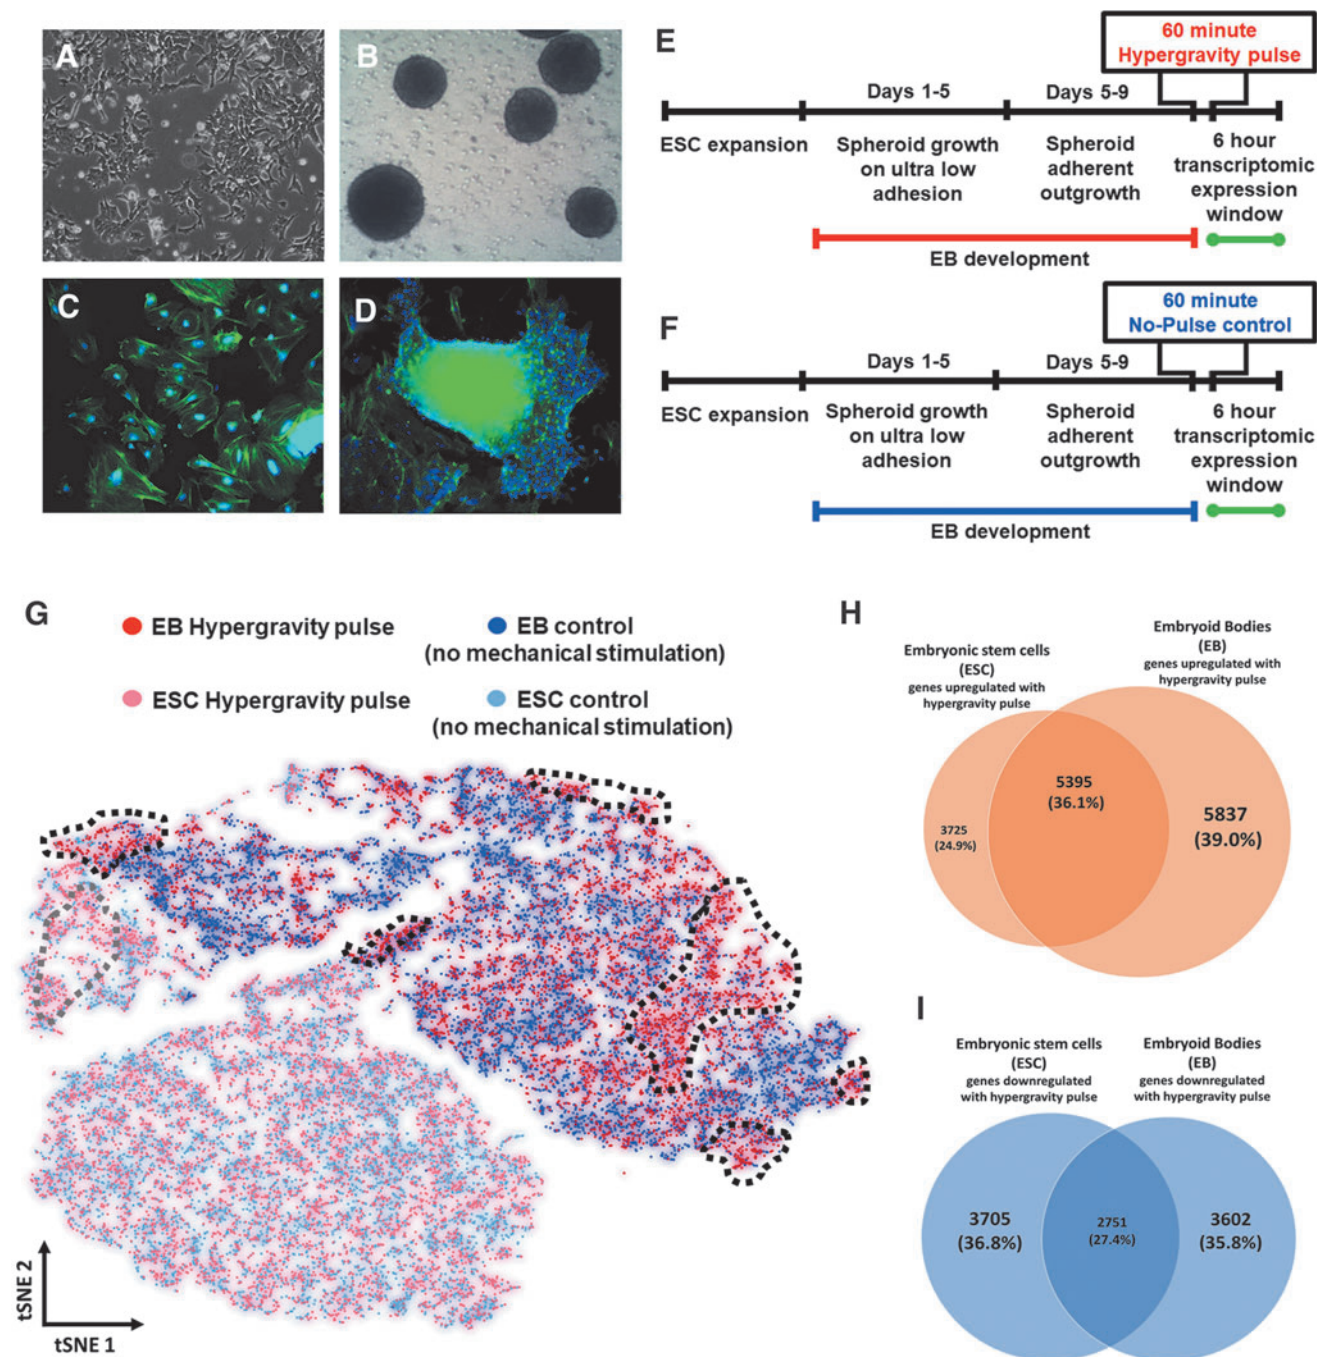 A
B
C
D
E
60 minute
Hypergravity pulse
Days 1-5
Days 5-9
ESC expansion
Spheroid growth
on ultra low
adhesion
Spheroid
adherent
outgrowth
6 hour
transcriptomic
expression
window
EB development
F
60 minute
No-Pulse control
Days 1-5
Days 5-9
ESC expansion
Spheroid growth
on ultra low
adhesion
Spheroid
adherent
outgrowth
6 hour
transcriptomic
expression
window
EB development
G
EB Hypergravity pulse
EB control
(no mechanical stimulation)
ESC Hypergravity pulse
ESC control
(no mechanical stimulation)
tSNE 2
tSNE 1
H
Embryonic stem cells
(ESC)
genes upregulated with
hypergravity pulse
Embryoid Bodies
(EB)
genes upregulated with
hypergravity pulse
3725
(24.9%)
5395
(36.1%)
5837
(39.0%)
I
Embryonic stem cells
(ESC)
genes downregulated
with hypergravity pulse
Embryoid Bodies
(EB)
genes downregulated
with hypergravity pulse
3705
(36.8%)
2751
(27.4%)
3602
(35.8%)